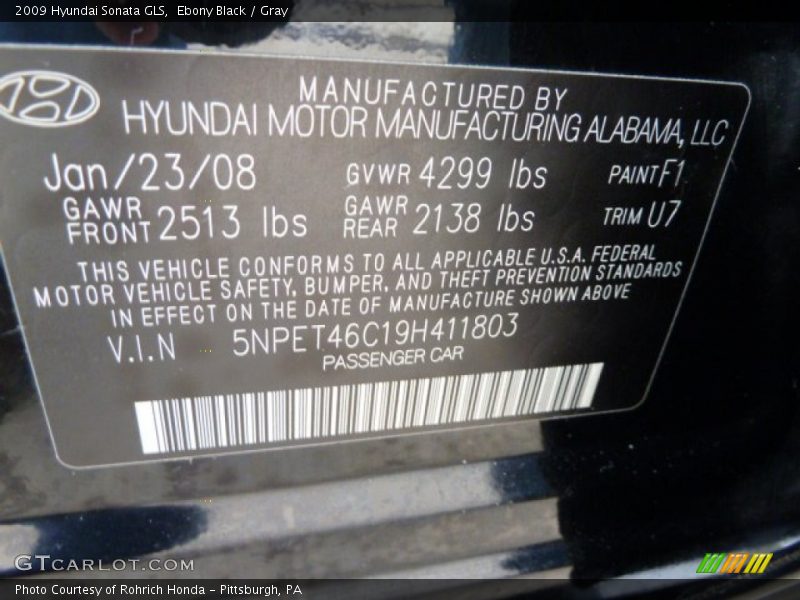 2009 Hyundai Sonata GLS,  Ebony Black / Gray
MANUFACTURED BY
HYUNDAI MOTOR MANUFACTURING ALABAMA, LLC
Jan/23/08 GVWR 4299 lbs PAINT F1
GAWR FRONT 2513 lbs GAWR REAR 2138 lbs TRIM U7
THIS VEHICLE CONFORMS TO ALL APPLICABLE U.S.A. FEDERAL
MOTOR VEHICLE SAFETY, BUMPER, AND THEFT PREVENTION STANDARDS
IN EFFECT ON THE DATE OF MANUFACTURE SHOWN ABOVE
V.I.N 5NPET46C19H411803
PASSENGER CAR
GTCARLOT.COM
Photo Courtesy of Rohrich Honda - Pittsburgh, PA